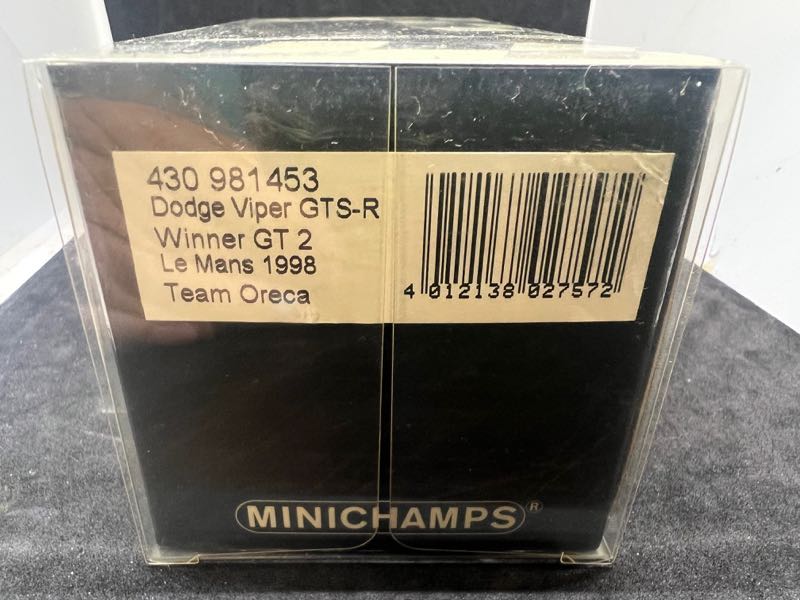 430 981453
Dodge Viper GTS-R
Winner GT 2
Le Mans 1998
Team Oreca
4 012138 027572
MINICHAMPS®